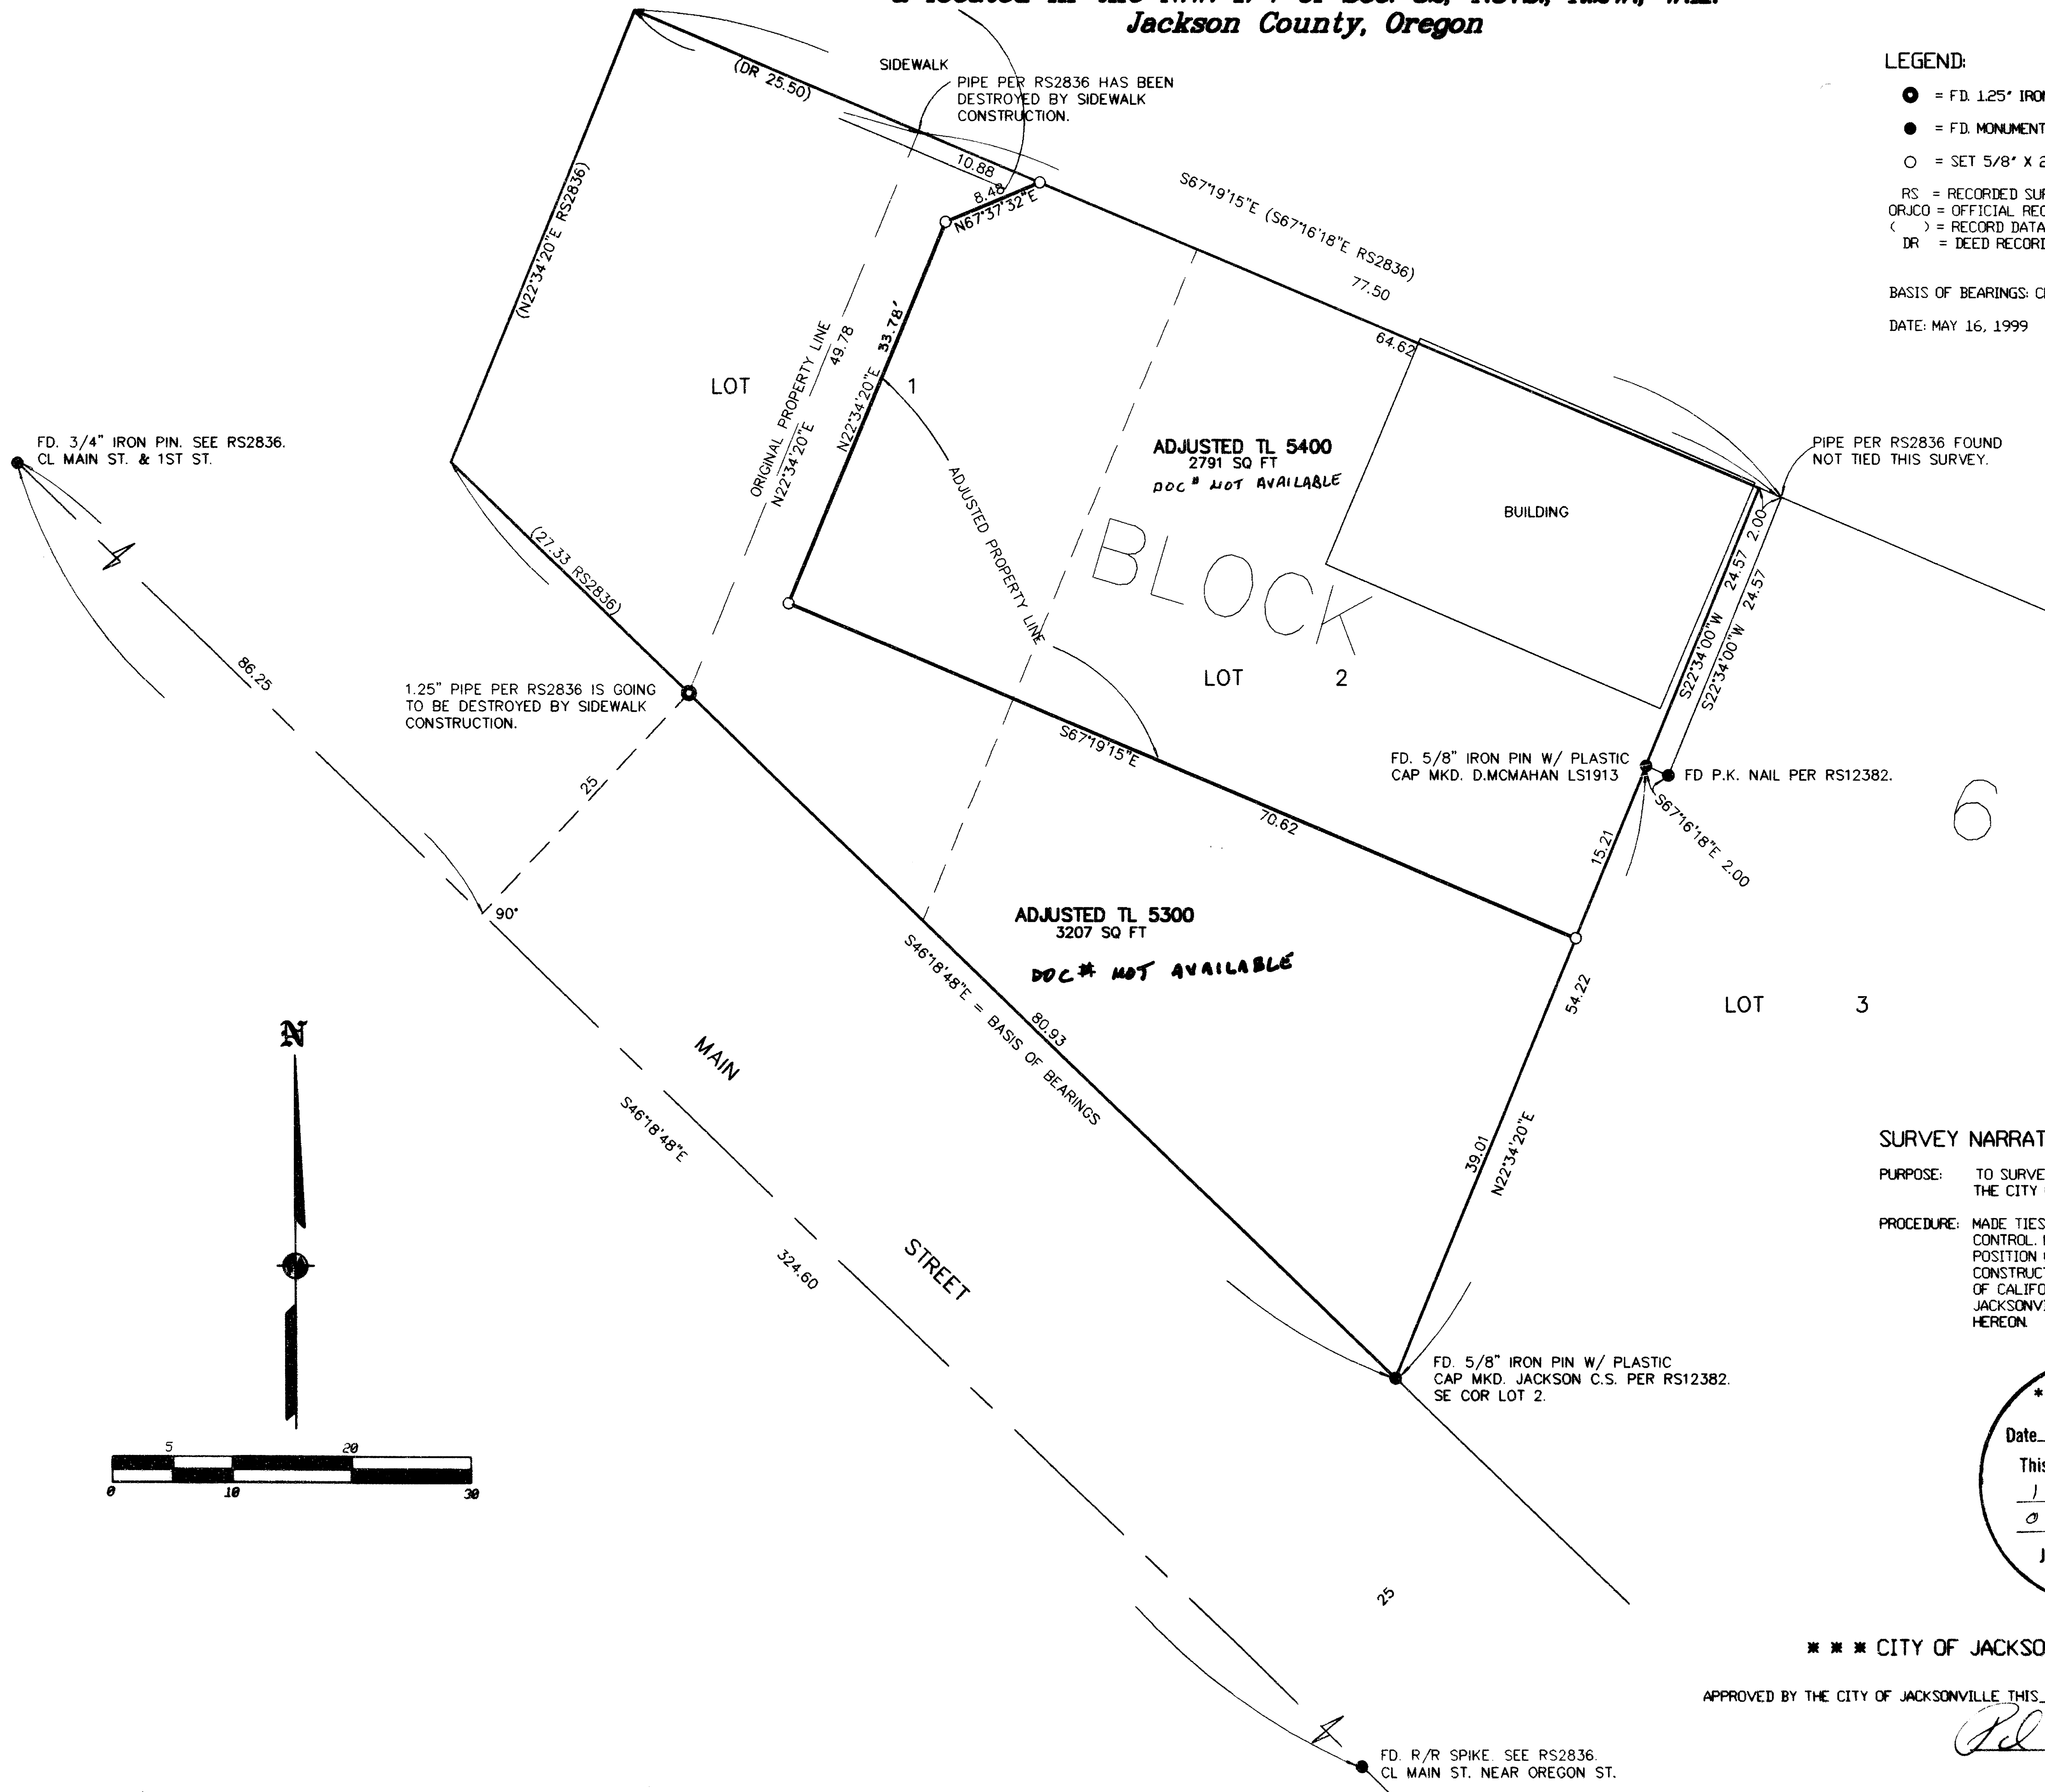 Jackson County, Oregon
SIDEWALK
PIPE PER RS2836 HAS BEEN
DESTROYED BY SIDEWALK
CONSTRUCTION.
(DR 25.50)
10.88
8.48
N67°37'32"E
(N22°34'20"E RS2836)
S67°19'15"E (S67°16'18"E RS2836)
77.50
64.62
LEGEND:
= FD. 1.25" IRO
= FD. MONUMENT
= SET 5/8" X 2
RS = RECORDED SU
ORJCO = OFFICIAL REC
( ) = RECORD DATA
DR = DEED RECORD
BASIS OF BEARINGS: C
DATE: MAY 16, 1999
ORIGINAL PROPERTY LINE
N22°34'20"E 49.78
N22°34'20"E 33.78'
LOT 1
ADJUSTED PROPERTY LINE
ADJUSTED TL 5400
2791 SQ FT
DOC # NOT AVAILABLE
BUILDING
PIPE PER RS2836 FOUND
NOT TIED THIS SURVEY.
2.00
S22°34'00"W 24.57
S22°34'00"W 24.57
FD. 3/4" IRON PIN. SEE RS2836.
CL MAIN ST. & 1ST ST.
(27.33 RS2836)
86.25
BLOCK
LOT 2
1.25" PIPE PER RS2836 IS GOING
TO BE DESTROYED BY SIDEWALK
CONSTRUCTION.
25
90°
S67°19'15"E
70.62
FD. 5/8" IRON PIN W/ PLASTIC
CAP MKD. D.MCMAHAN LS1913
FD P.K. NAIL PER RS12382.
S67°16'18"E 2.00
15.21
6
ADJUSTED TL 5300
3207 SQ FT
DOC # NOT AVAILABLE
S46°18'48"E = BASIS OF BEARINGS
80.93
54.22
LOT 3
39.01
N22°34'20"E
N
MAIN
STREET
S46°18'48"E
324.60
SURVEY NARRAT
PURPOSE: TO SURVE
THE CITY
PROCEDURE: MADE TIES
CONTROL.
POSITION
CONSTRUCT
OF CALIFO
JACKSONV
HEREON.
FD. 5/8" IRON PIN W/ PLASTIC
CAP MKD. JACKSON C.S. PER RS12382.
SE COR LOT 2.
5 20
0 10 30
Date
This
25
* * * CITY OF JACKSO
APPROVED BY THE CITY OF JACKSONVILLE THIS
FD. R/R SPIKE. SEE RS2836.
CL MAIN ST. NEAR OREGON ST.